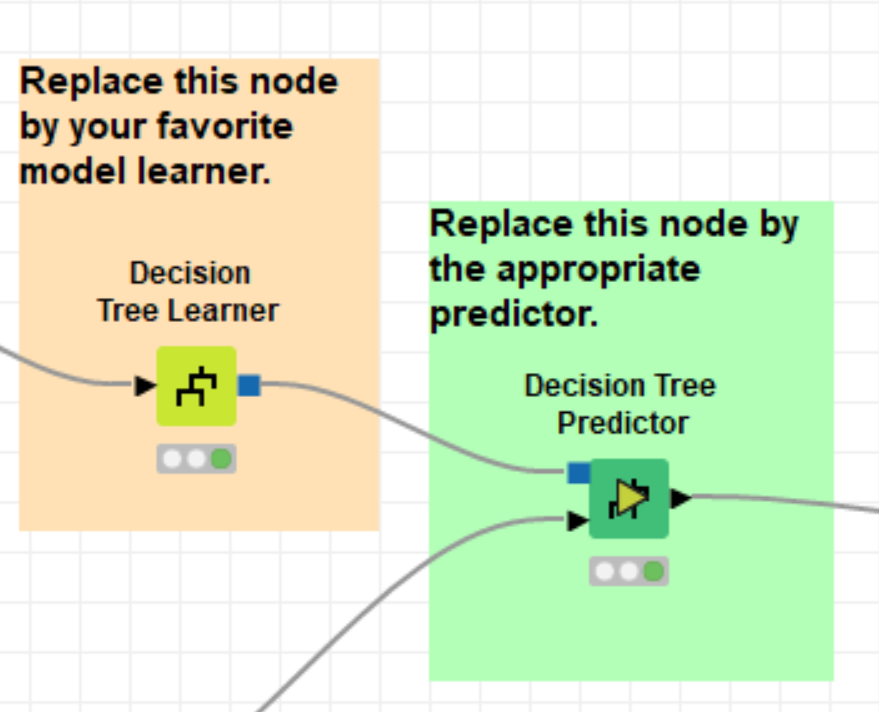 Replace this node
by your favorite
model learner.
Decision
Tree Learner
Replace this node by
the appropriate
predictor.
Decision Tree
Predictor